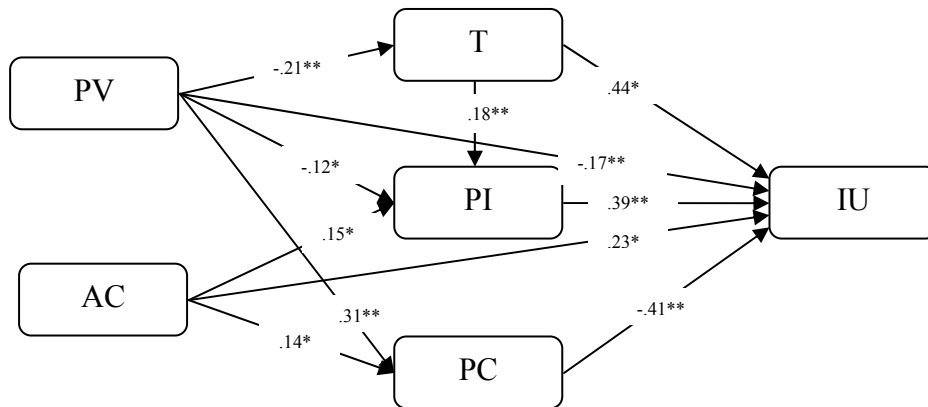 T
-.21**
.44*
PV
.18**
-.12*
-.17**
PI
.39**
IU
.15*
.23*
AC
.31**
-.41**
.14*
PC